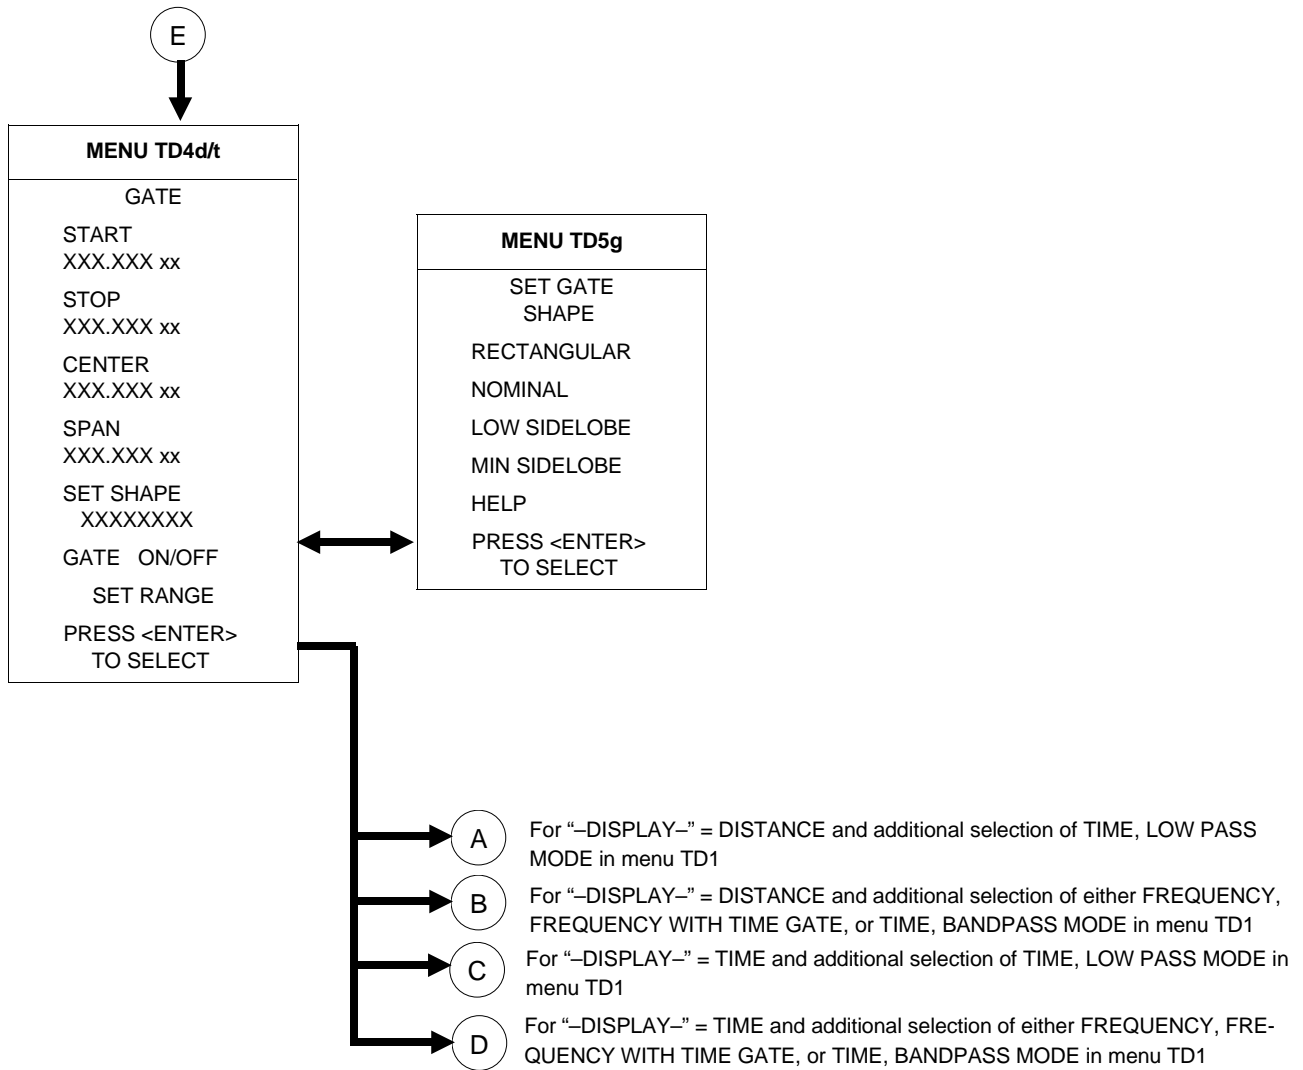 E
MENU TD4d/t
GATE
START
XXX.XXX xx
STOP
XXX.XXX xx
CENTER
XXX.XXX xx
SPAN
XXX.XXX xx
SET SHAPE
XXXXXXXX
GATE ON/OFF
SET RANGE
PRESS <ENTER>
TO SELECT
MENU TD5g
SET GATE
SHAPE
RECTANGULAR
NOMINAL
LOW SIDELOBE
MIN SIDELOBE
HELP
PRESS <ENTER>
TO SELECT
A
For “–DISPLAY–” = DISTANCE and additional selection of TIME, LOW PASS
MODE in menu TD1
B
For “–DISPLAY–” = DISTANCE and additional selection of either FREQUENCY,
FREQUENCY WITH TIME GATE, or TIME, BANDPASS MODE in menu TD1
C
For “–DISPLAY–” = TIME and additional selection of TIME, LOW PASS MODE in
menu TD1
D
For “–DISPLAY–” = TIME and additional selection of either FREQUENCY, FRE-
QUENCY WITH TIME GATE, or TIME, BANDPASS MODE in menu TD1